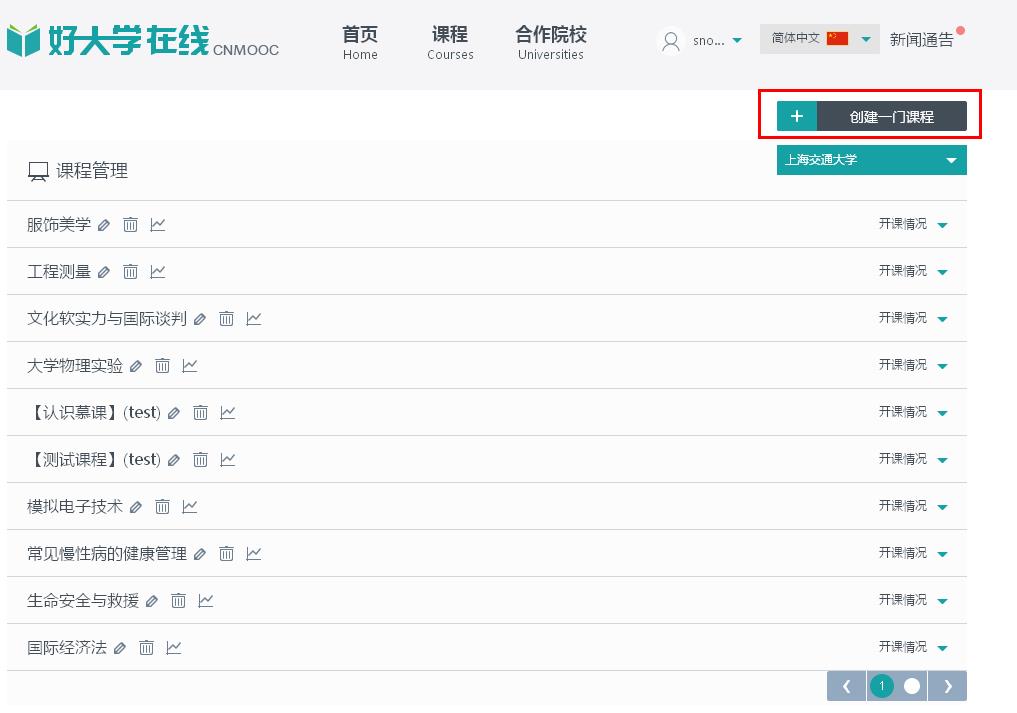 好大学在线 CNMOOC
首页 课程 合作院校 sno... 简体中文 新闻通告
Home Courses Universities
+ 创建一门课程
上海交通大学
课程管理
服饰美学 开课情况
工程测量 开课情况
文化软实力与国际谈判 开课情况
大学物理实验 开课情况
【认识慕课】(test) 开课情况
【测试课程】(test) 开课情况
模拟电子技术 开课情况
常见慢性病的健康管理 开课情况
生命安全与救援 开课情况
国际经济法 开课情况
❮ 1 ❯